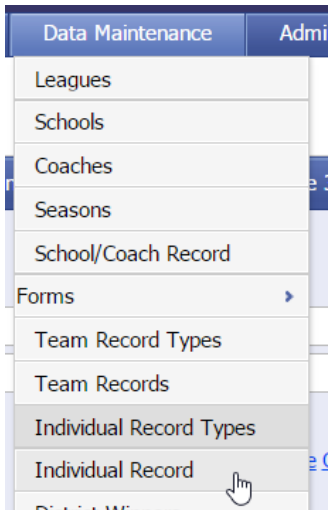 Data Maintenance
Leagues
Schools
Coaches
Seasons
School/Coach Record
Forms
Team Record Types
Team Records
Individual Record Types
Individual Record